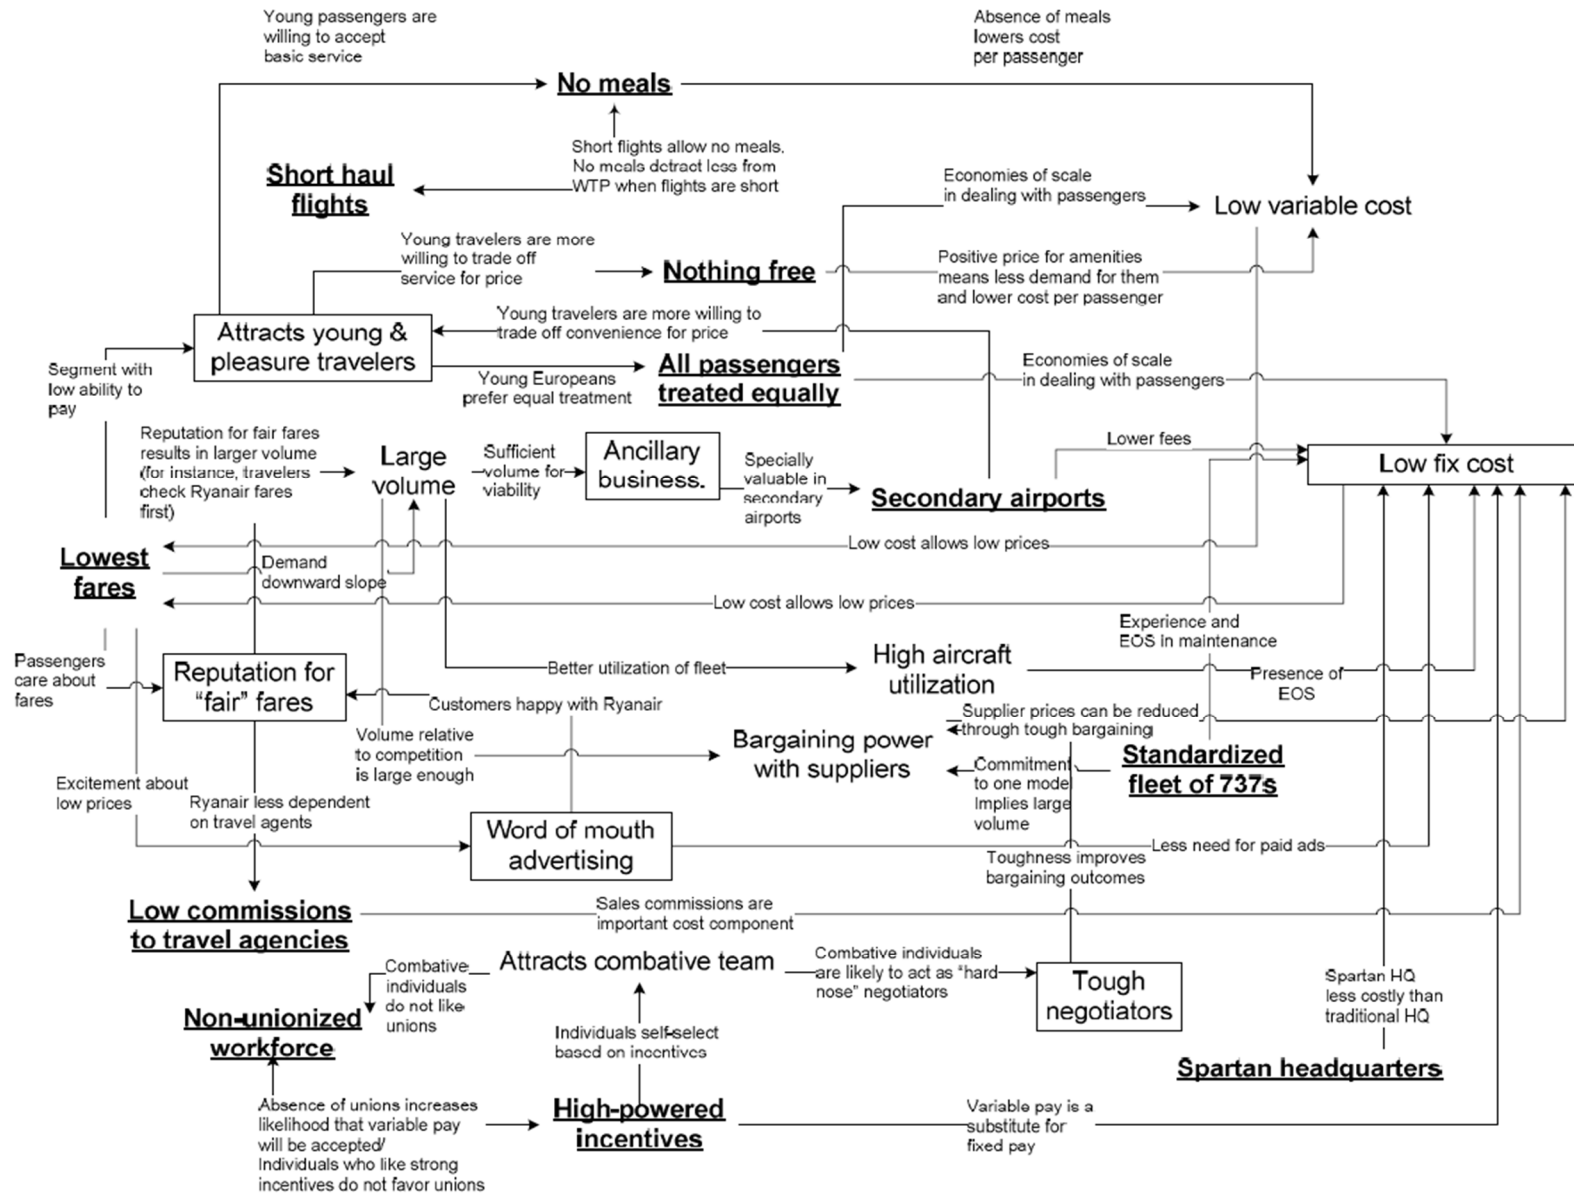 Young passengers are
willing to accept
basic service
Absence of meals
lowers cost
per passenger
No meals
Short flights allow no meals.
No meals detract less from
WTP when flights are short
Short haul
flights
Economies of scale
in dealing with passengers
Low variable cost
Young travelers are more
willing to trade off
service for price
Nothing free
Positive price for amenities
means less demand for them
and lower cost per passenger
Attracts young &
pleasure travelers
Young travelers are more willing to
trade off convenience for price
Segment with
low ability to
pay
All passengers
treated equally
Young Europeans
prefer equal treatment
Economies of scale
in dealing with passengers
Reputation for fair fares
results in larger volume
(for instance, travelers
check Ryanair fares
first)
Large
volume
Sufficient
volume for
viability
Ancillary
business.
Specially
valuable in
secondary
airports
Secondary airports
Lower fees
Low fix cost
Lowest
fares
Demand
downward slope
Low cost allows low prices
Low cost allows low prices
Experience and
EOS in maintenance
Passengers
care about
fares
Reputation for
“fair” fares
Better utilization of fleet
High aircraft
utilization
Presence of
EOS
Customers happy with Ryanair
Volume relative
to competition
is large enough
Bargaining power
with suppliers
Supplier prices can be reduced
through tough bargaining
Commitment
to one model
Implies large
volume
Standardized
fleet of 737s
Excitement about
low prices
Ryanair less dependent
on travel agents
Word of mouth
advertising
Less need for paid ads
Toughness improves
bargaining outcomes
Low commissions
to travel agencies
Sales commissions are
important cost component
Combative
individuals
do not like
unions
Attracts combative team
Combative individuals
are likely to act as “hard
nose” negotiators
Tough
negotiators
Spartan HQ
less costly than
traditional HQ
Non-unionized
workforce
Individuals self-select
based on incentives
Spartan headquarters
Absence of unions increases
likelihood that variable pay
will be accepted/
Individuals who like strong
incentives do not favor unions
High-powered
incentives
Variable pay is a
substitute for
fixed pay